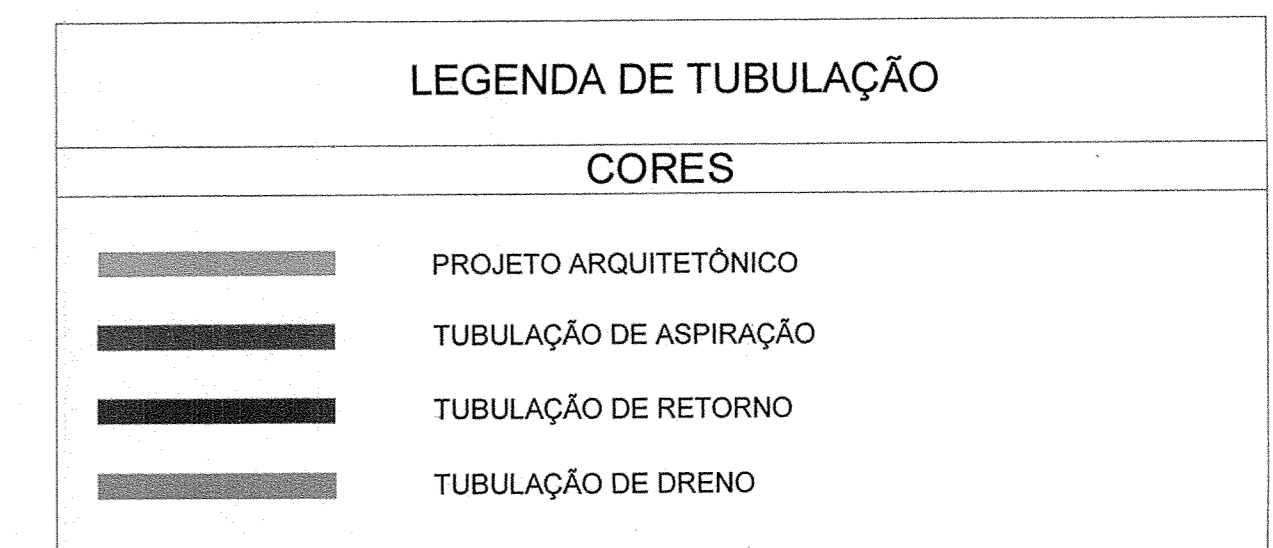 LEGENDA DE TUBULAÇÃO
CORES
PROJETO ARQUITETÔNICO
TUBULAÇÃO DE ASPIRAÇÃO
TUBULAÇÃO DE RETORNO
TUBULAÇÃO DE DRENO